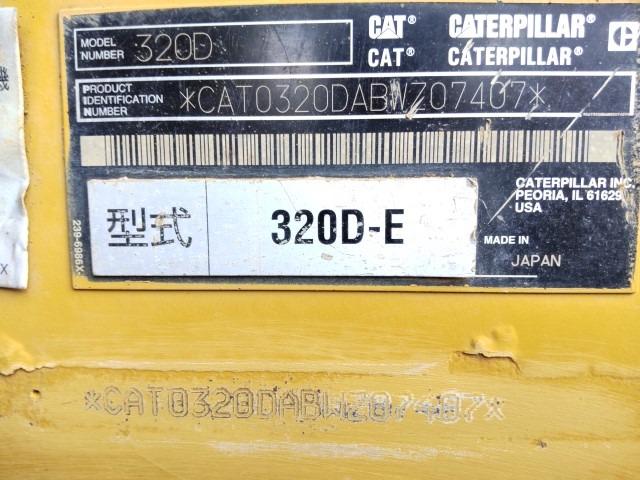 MODEL NUMBER 320D
CAT CATERPILLAR
CAT® CATERPILLAR®
PRODUCT IDENTIFICATION NUMBER *CAT0320DABWZ07407*
CATERPILLAR INC.
PEORIA, IL 61629
USA
型式 320D-E
MADE IN JAPAN
239-6986X
*CAT0320DABWZ07407*